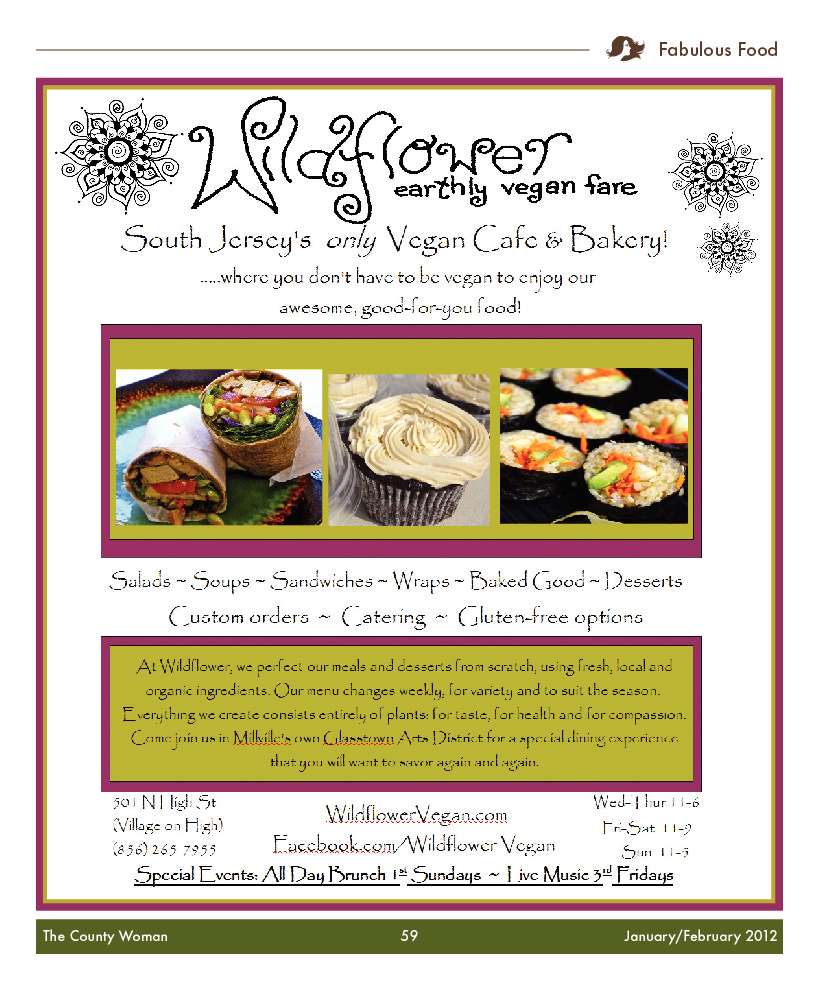 Fabulous Food
Wildflower
earthly vegan fare
South Jersey's only Vegan Cafe & Bakery!
.....where you don't have to be vegan to enjoy our
awesome, good-for-you food!
Salads ~ Soups ~ Sandwiches ~ Wraps ~ Baked Good ~ Desserts
Custom orders ~ Catering ~ Gluten-free options
At Wildflower, we perfect our meals and desserts from scratch, using fresh, local and
organic ingredients. Our menu changes weekly, for variety and to suit the season.
Everything we create consists entirely of plants: for taste, for health and for compassion.
Come join us in Millville's own Glasstown Arts District for a special dining experience
that you will want to savor again and again.
501 N High St
(Village on High)
(856) 265-7955
WildflowerVegan.com
Facebook.com/Wildflower Vegan
Wed-Thur 11-6
Fri-Sat 11-9
Sun 11-5
Special Events: All Day Brunch 1st Sundays ~ Live Music 3rd Fridays
The County Woman 59 January/February 2012